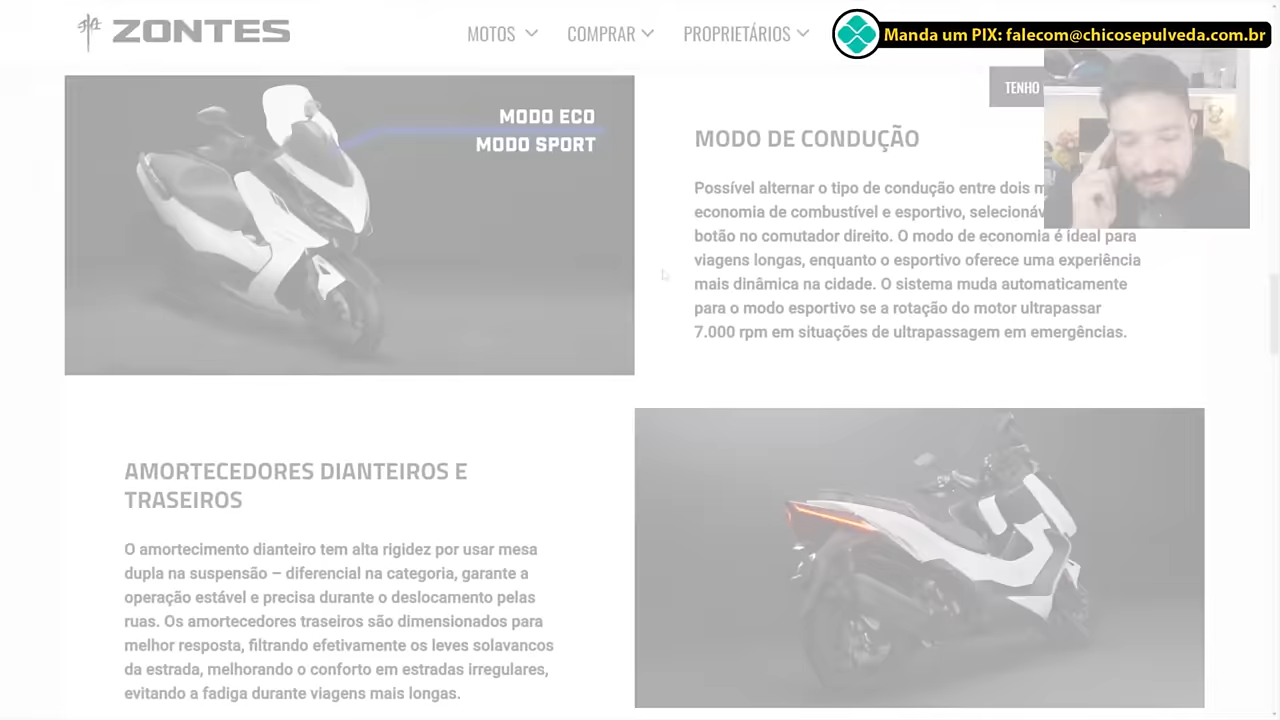 ZONTES
MOTOS
COMPRAR
PROPRIETÁRIOS
Manda um PIX: falecom@chicosepulveda.com.br
TENHO
MODO ECO
MODO SPORT
MODO DE CONDUÇÃO
Possível alternar o tipo de condução entre dois
economia de combustível e esportivo,
botão no comutador direito. O modo de economia é ideal para
viagens longas, enquanto o esportivo oferece uma experiência
mais dinâmica na cidade. O sistema muda automaticamente
para o modo esportivo se a rotação do motor ultrapassar
7.000 rpm em situações de ultrapassagem em emergências.
AMORTECEDORES DIANTEIROS E
TRASEIROS
O amortecimento dianteiro tem alta rigidez por usar mesa
dupla na suspensão – diferencial na categoria, garante a
operação estável e precisa durante o deslocamento pelas
ruas. Os amortecedores traseiros são dimensionados para
melhor resposta, filtrando efetivamente os leves solavancos
da estrada, melhorando o conforto em estradas irregulares,
evitando a fadiga durante viagens mais longas.